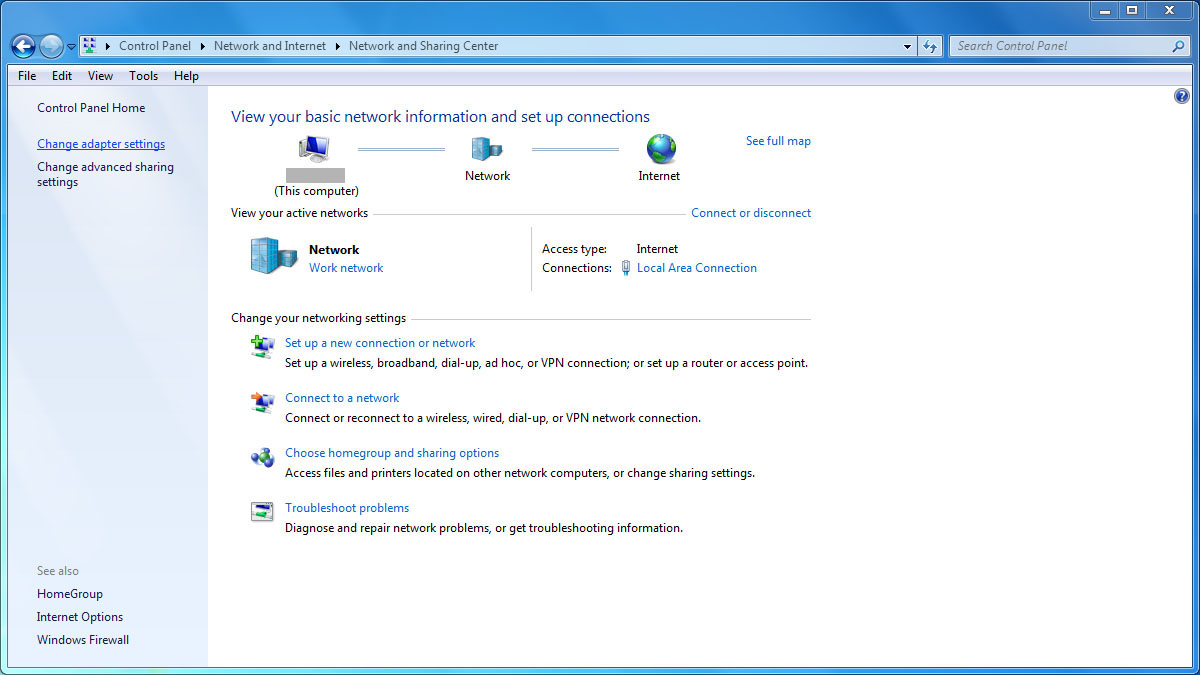 Control Panel Network and Internet Network and Sharing Center Search Control Panel
File Edit View Tools Help
Control Panel Home
Change adapter settings
Change advanced sharing
settings
See also
HomeGroup
Internet Options
Windows Firewall
View your basic network information and set up connections
See full map
Network Internet
(This computer)
View your active networks Connect or disconnect
Network
Work network
Access type: Internet
Connections: Local Area Connection
Change your networking settings
Set up a new connection or network
Set up a wireless, broadband, dial-up, ad hoc, or VPN connection; or set up a router or access point.
Connect to a network
Connect or reconnect to a wireless, wired, dial-up, or VPN network connection.
Choose homegroup and sharing options
Access files and printers located on other network computers, or change sharing settings.
Troubleshoot problems
Diagnose and repair network problems, or get troubleshooting information.